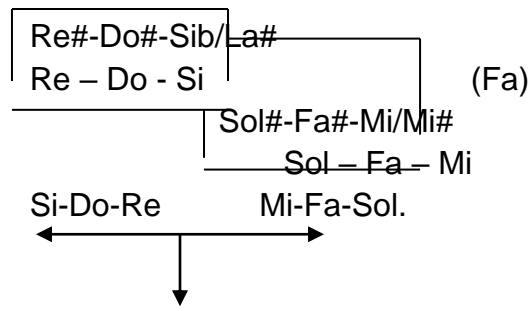 Re#-Do#-Sib/La#
Re – Do - Si (Fa)
Sol#-Fa#-Mi/Mi#
Sol – Fa – Mi
Si-Do-Re Mi-Fa-Sol.